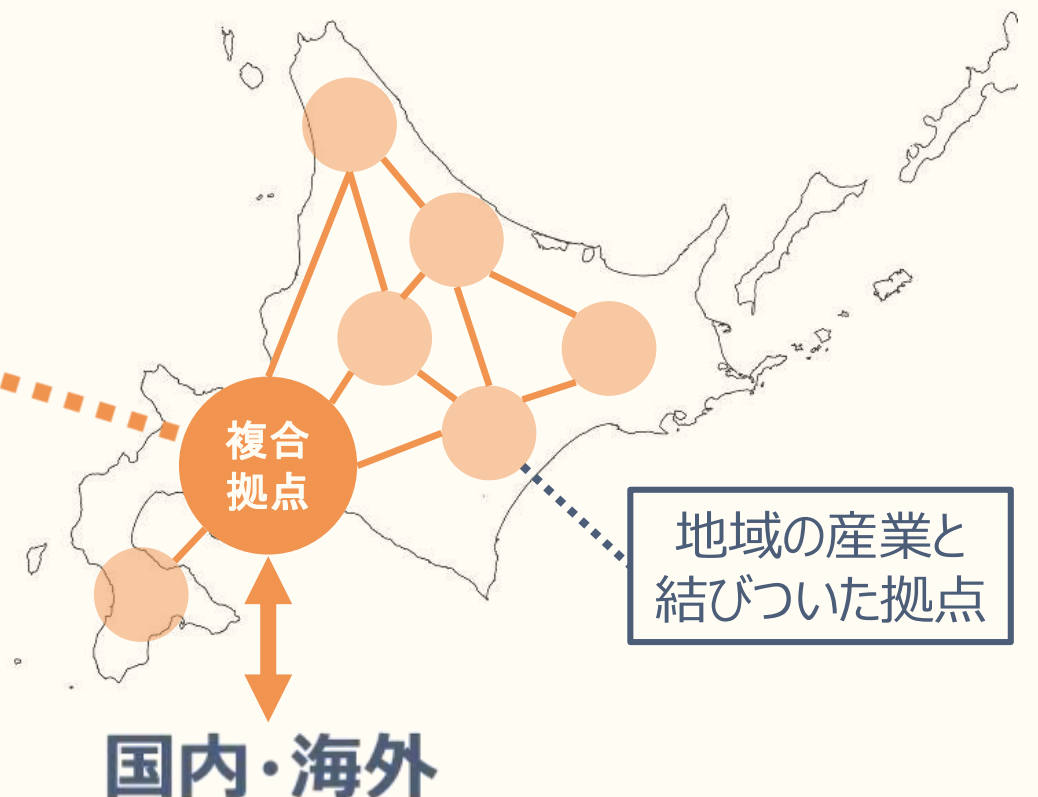 複合
拠点
地域の産業と
結びついた拠点
国内・海外